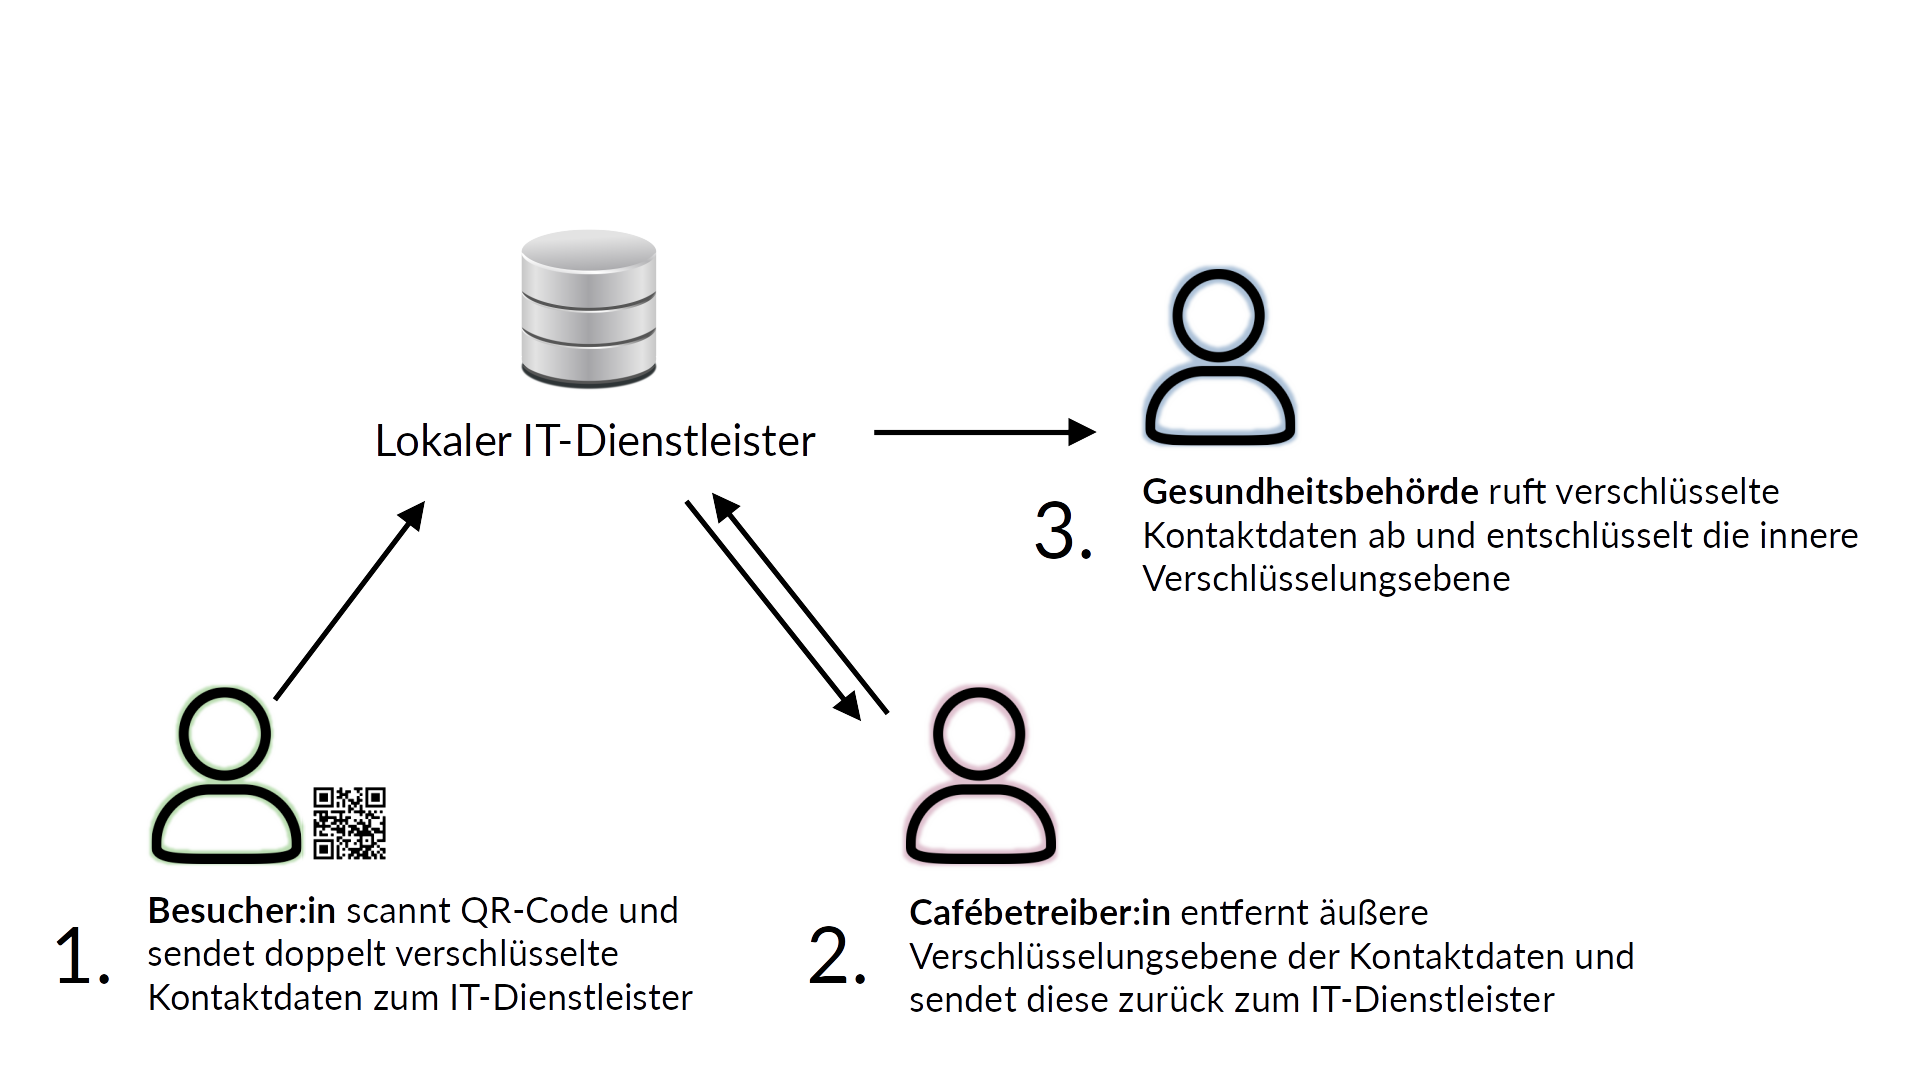 Lokaler IT-Dienstleister
3.
Gesundheitsbehörde ruft verschlüsselte
Kontaktdaten ab und entschlüsselt die innere
Verschlüsselungsebene
1.
Besucher:in scannt QR-Code und
sendet doppelt verschlüsselte
Kontaktdaten zum IT-Dienstleister
2.
Cafébetreiber:in entfernt äußere
Verschlüsselungsebene der Kontaktdaten und
sendet diese zurück zum IT-Dienstleister